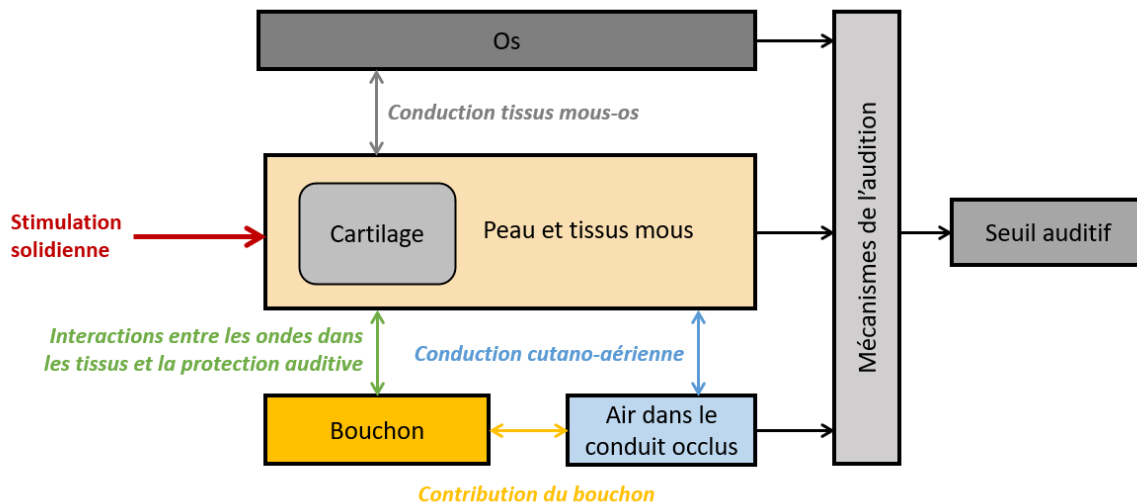 Os
Conduction tissus mous-os
Stimulation
solidienne
Cartilage
Peau et tissus mous
Mécanismes de l'audition
Seuil auditif
Interactions entre les ondes dans
les tissus et la protection auditive
Conduction cutano-aérienne
Bouchon
Air dans le
conduit occlus
Contribution du bouchon